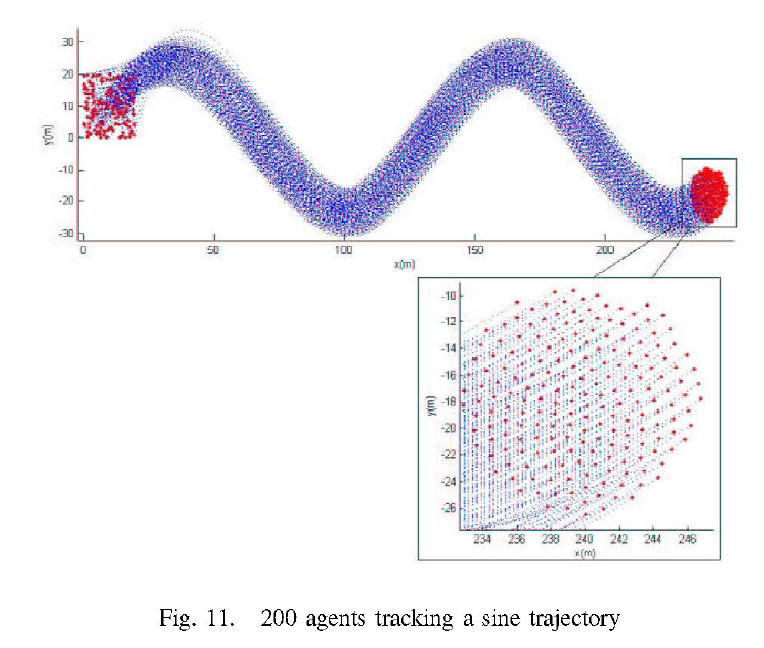 30
20
10
0
-10
-20
-30
y(m)
0 50 100 150 200
x(m)
-10
-12
-14
-16
-18
-20
-22
-24
-26
y(m)
234 236 238 240 242 244 246
x(m)
Fig. 11. 200 agents tracking a sine trajectory